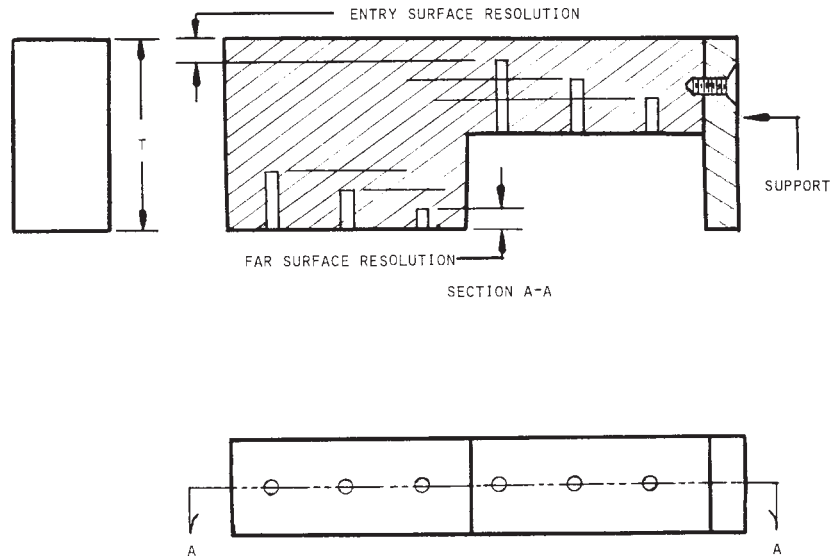 ENTRY SURFACE RESOLUTION
T
SUPPORT
FAR SURFACE RESOLUTION
SECTION A-A
A A